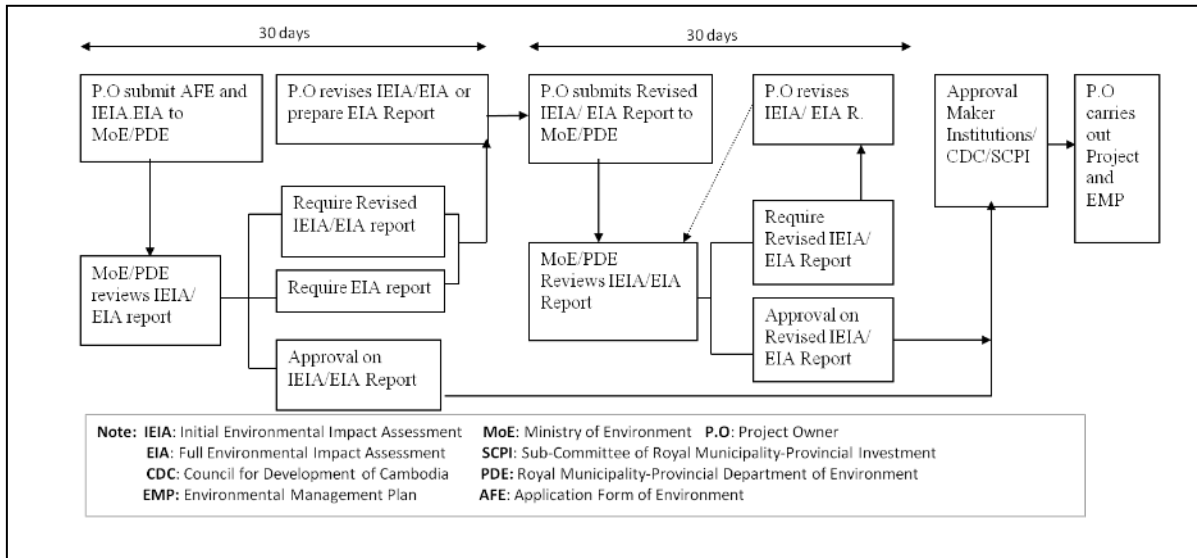 30 days
30 days
P.O submit AFE and
IEIA.EIA to
MoE/PDE
P.O revises IEIA/EIA or
prepare EIA Report
P.O submits Revised
IEIA/ EIA Report to
MoE/PDE
P.O revises
IEIA/ EIA R.
Approval
Maker
Institutions/
CDC/SCPI
P.O
carries
out
Project
and
EMP
MoE/PDE
reviews IEIA/
EIA report
Require Revised
IEIA/EIA report
Require EIA report
Approval on
IEIA/EIA Report
MoE/PDE
Reviews IEIA/EIA
Report
Require
Revised IEIA/
EIA Report
Approval on
Revised IEIA/
EIA Report
Note: IEIA: Initial Environmental Impact Assessment MoE: Ministry of Environment P.O: Project Owner
EIA: Full Environmental Impact Assessment SCPI: Sub-Committee of Royal Municipality-Provincial Investment
CDC: Council for Development of Cambodia PDE: Royal Municipality-Provincial Department of Environment
EMP: Environmental Management Plan AFE: Application Form of Environment